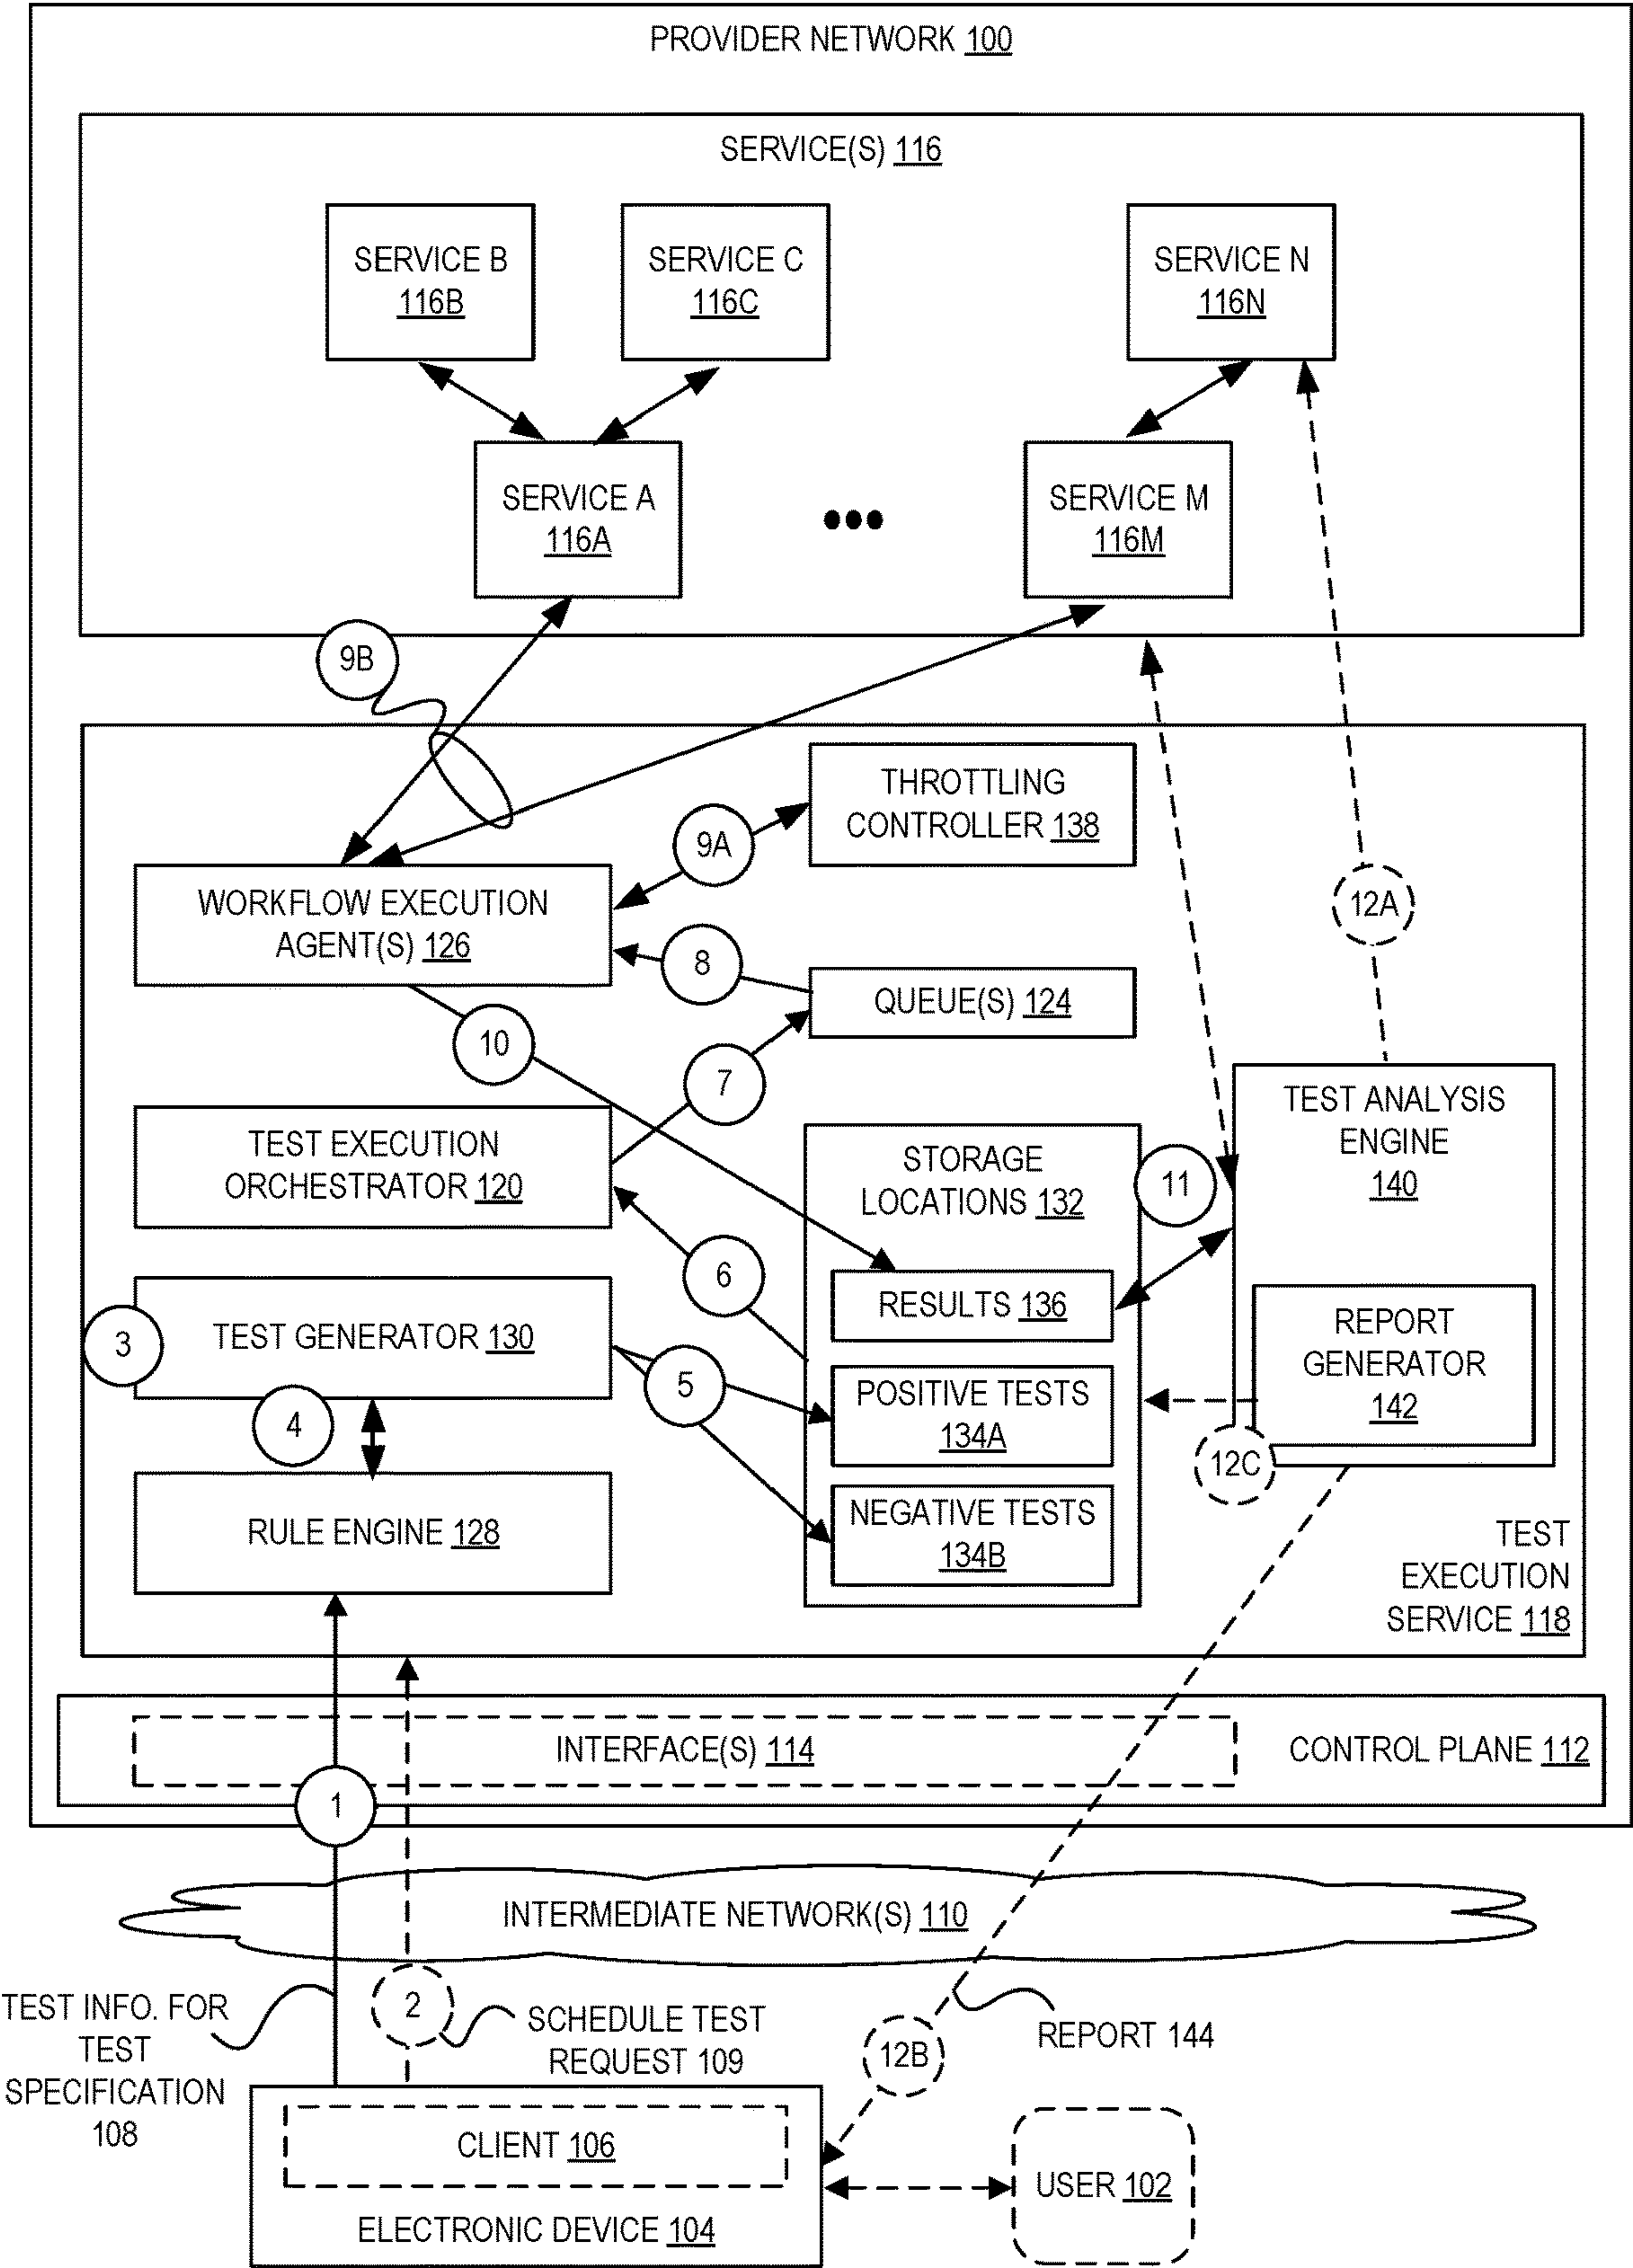 PROVIDER NETWORK 100
SERVICE(S) 116
SERVICE B
116B
SERVICE C
116C
SERVICE N
116N
SERVICE A
116A
SERVICE M
116M
9B
THROTTLING
CONTROLLER 138
9A
12A
WORKFLOW EXECUTION
AGENT(S) 126
8
QUEUE(S) 124
10
7
TEST EXECUTION
ORCHESTRATOR 120
STORAGE
LOCATIONS 132
11
TEST ANALYSIS
ENGINE
140
6
RESULTS 136
3
TEST GENERATOR 130
5
POSITIVE TESTS
134A
REPORT
GENERATOR
142
4
12C
RULE ENGINE 128
NEGATIVE TESTS
134B
TEST
EXECUTION
SERVICE 118
INTERFACE(S) 114
CONTROL PLANE 112
1
INTERMEDIATE NETWORK(S) 110
TEST INFO. FOR
TEST
SPECIFICATION
108
2
SCHEDULE TEST
REQUEST 109
12B
REPORT 144
CLIENT 106
ELECTRONIC DEVICE 104
USER 102